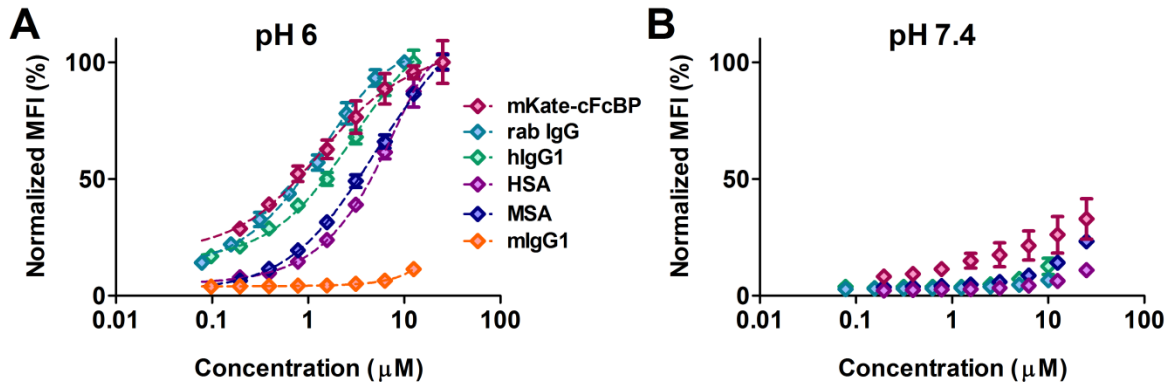 A
pH 6
Normalized MFI (%)
100
50
0
0.01
0.1
1
10
100
Concentration (μM)
mKate-cFcBP
rab IgG
hIgG1
HSA
MSA
mIgG1
B
pH 7.4
Normalized MFI (%)
100
50
0
0.01
0.1
1
10
100
Concentration (μM)